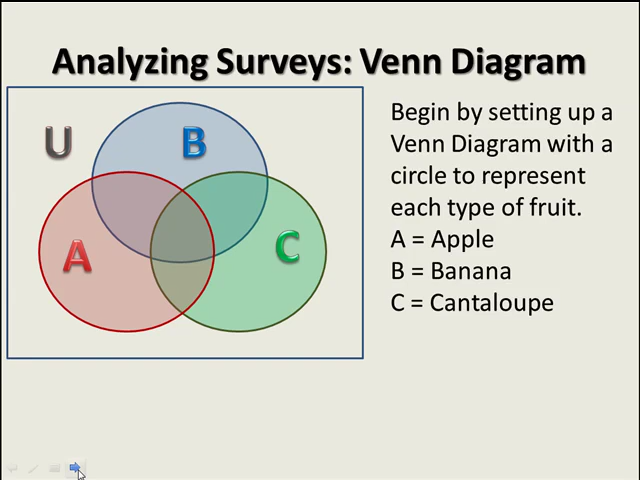 Analyzing Surveys: Venn Diagram
U
B
A
C
Begin by setting up a
Venn Diagram with a
circle to represent
each type of fruit.
A = Apple
B = Banana
C = Cantaloupe